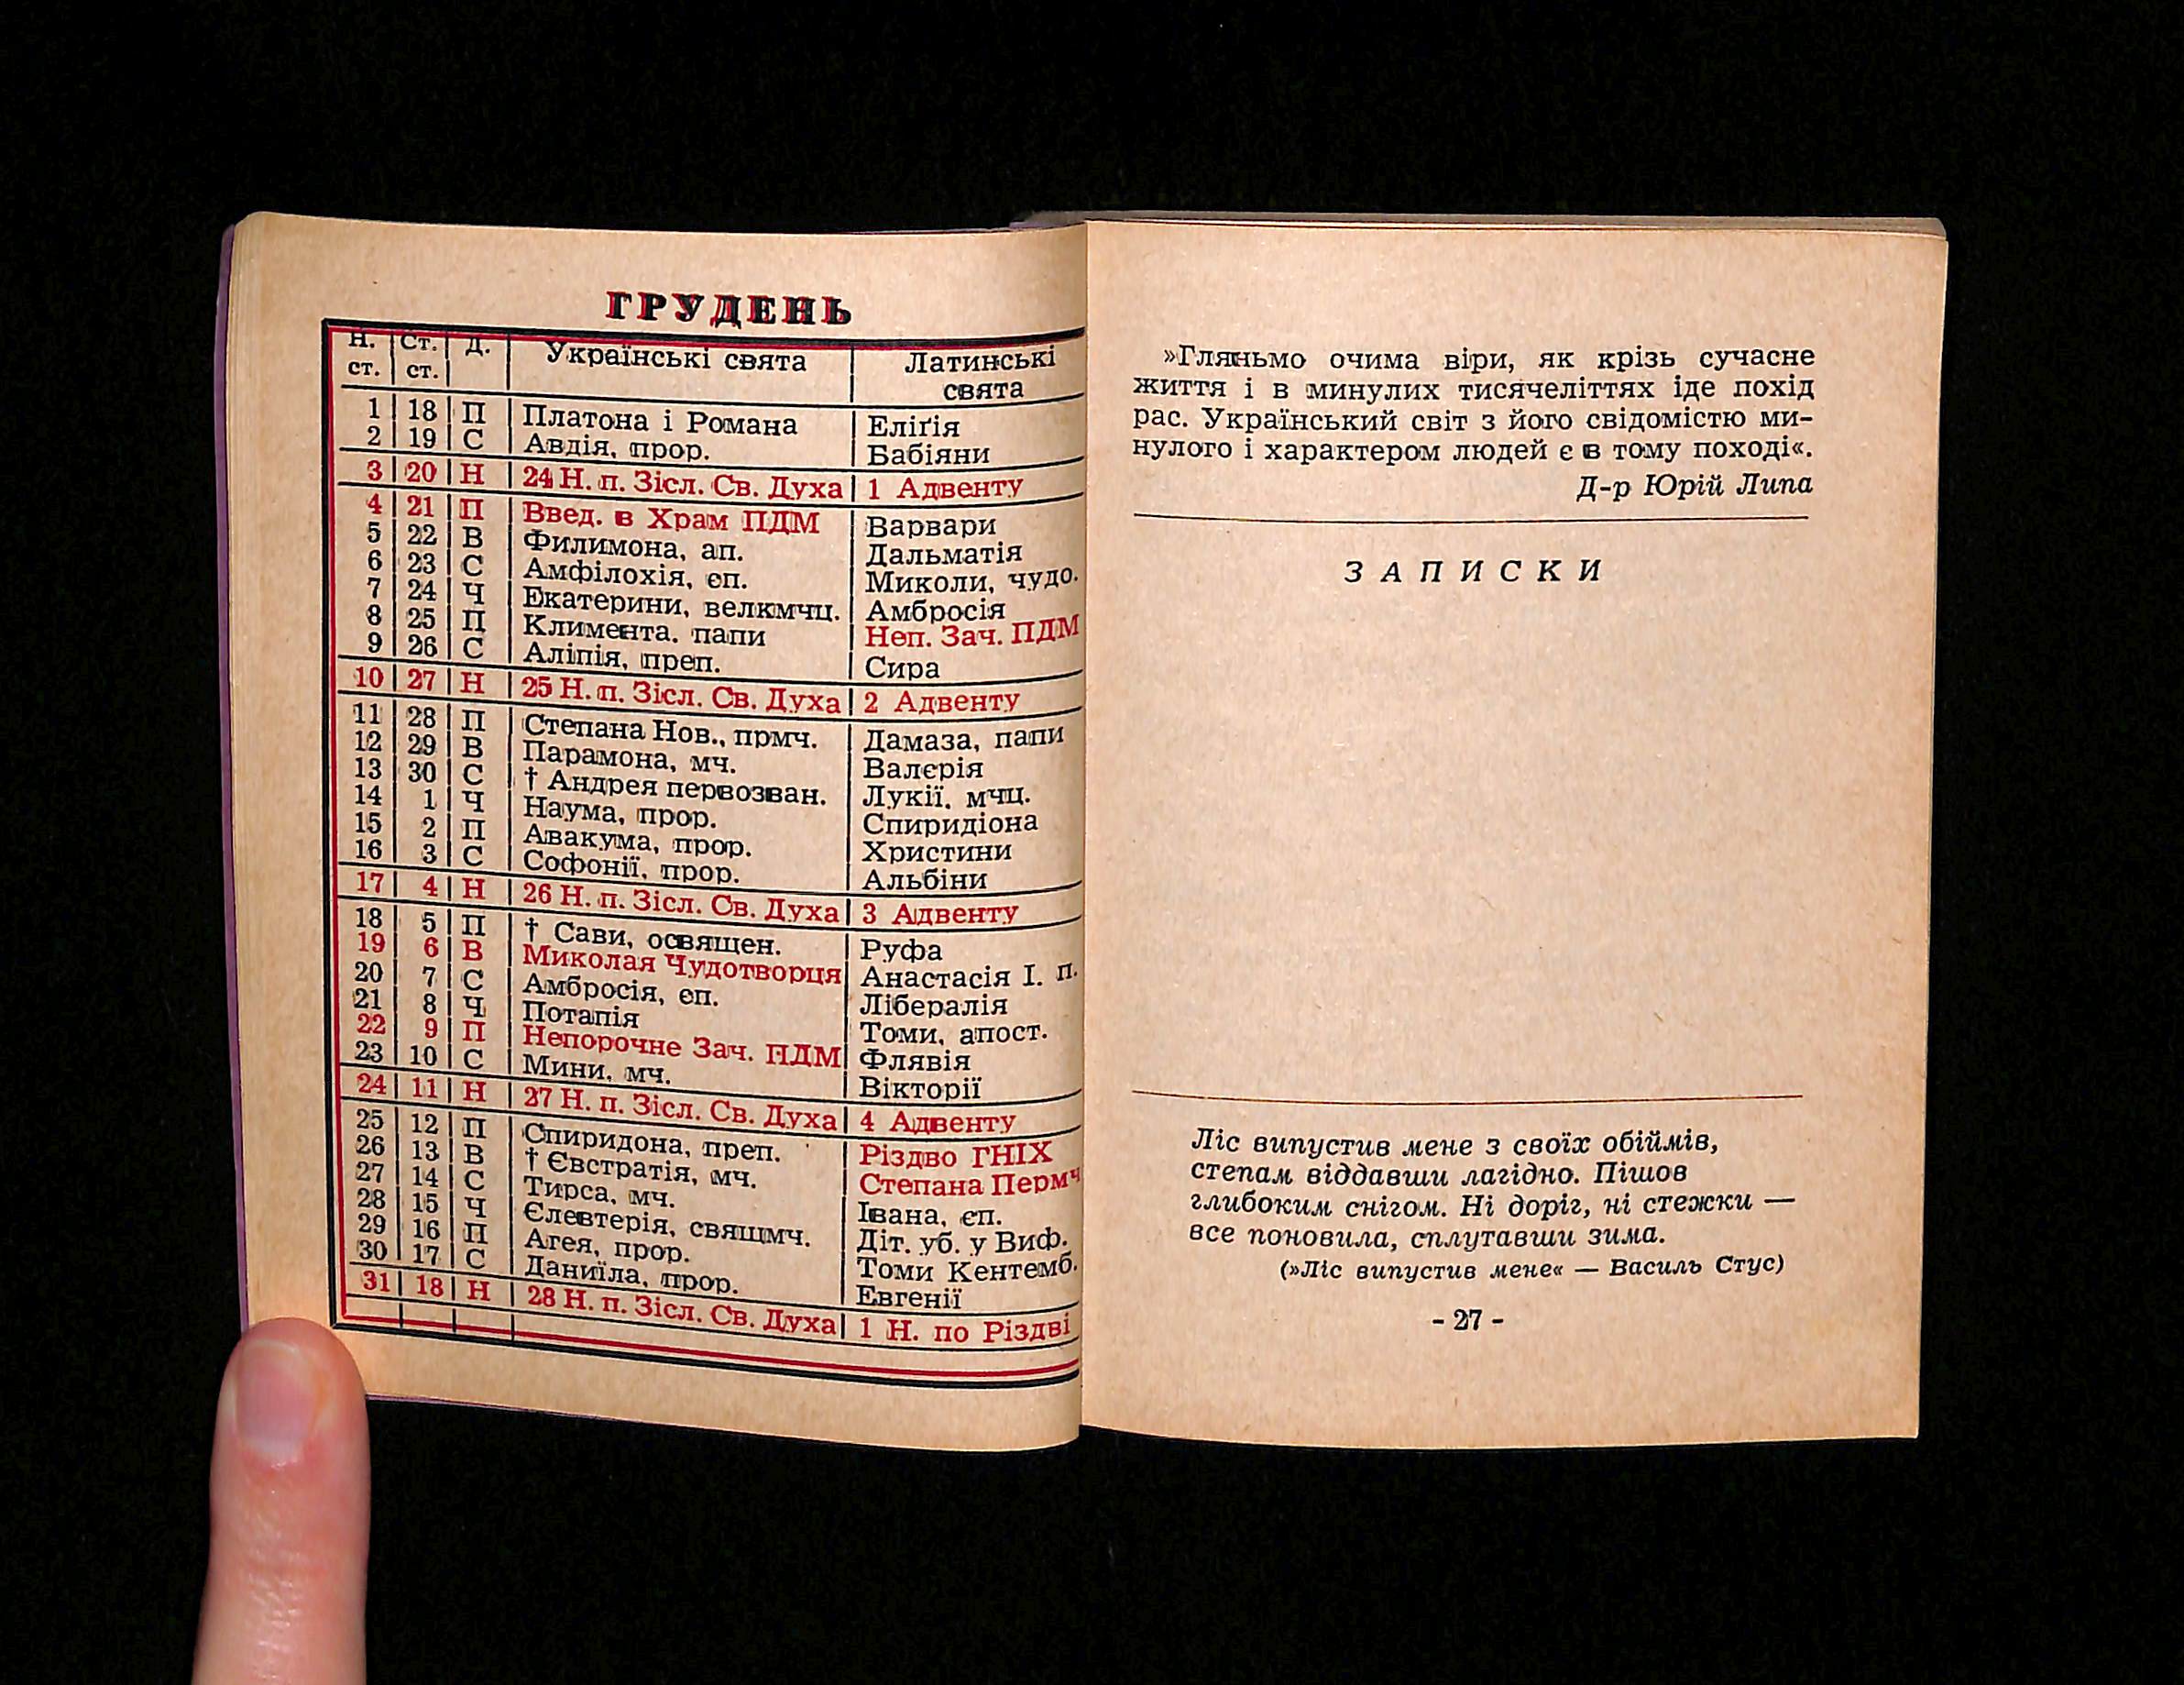 ГРУДЕНЬ
Н. ст. | Ст. ст. | Д. | Українські свята | Латинські свята
1 | 18 | П | Платона і Романа | Еліґія
2 | 19 | С | Авдія, прор. | Бабіяни
3 | 20 | Н | 24 Н. п. Зісл. Св. Духа | 1 Адвенту
4 | 21 | П | Введ. в Храм ПДМ | Варвари
5 | 22 | В | Филимона, ап. | Дальматія
6 | 23 | С | Амфілохія, еп. | Миколи, чудо.
7 | 24 | Ч | Екатерини, велкмчц. | Амбросія
8 | 25 | П | Климента. папи | Неп. Зач. ПДМ
9 | 26 | С | Аліпія, преп. | Сира
10 | 27 | Н | 25 Н. п. Зісл. Св. Духа | 2 Адвенту
11 | 28 | П | Степана Нов., прмч. | Дамаза, папи
12 | 29 | В | Парамона, мч. | Валерія
13 | 30 | С | † Андрея первозван. | Лукії, мчц.
14 | 1 | Ч | Наума, прор. | Спиридіона
15 | 2 | П | Авакума, прор. | Христини
16 | 3 | С | Софонії, прор. | Альбіни
17 | 4 | Н | 26 Н. п. Зісл. Св. Духа | 3 Адвенту
18 | 5 | П | † Сави, освящен. | Руфа
19 | 6 | В | Миколая Чудотворця | Анастасія І. п.
20 | 7 | С | Амбросія, еп. | Лібералія
21 | 8 | Ч | Потапія | Томи, апост.
22 | 9 | П | Непорочне Зач. ПДМ | Флявія
23 | 10 | С | Мини, мч. | Вікторії
24 | 11 | Н | 27 Н. п. Зісл. Св. Духа | 4 Адвенту
25 | 12 | П | Спиридона, преп. | Різдво ГНІХ
26 | 13 | В | † Євстратія, мч. | Степана Пермч
27 | 14 | С | Тирса, мч. | Івана, єп.
28 | 15 | Ч | Єлевтерія, свящмч. | Діт. уб. у Виф.
29 | 16 | П | Агея, прор. | Томи Кентемб.
30 | 17 | С | Даниїла, прор. | Евгенії
31 | 18 | Н | 28 Н. п. Зісл. Св. Духа | 1 Н. по Різдві
»Гляньмо очима віри, як крізь сучасне
життя і в минулих тисячеліттях іде похід
рас. Український світ з його свідомістю ми-
нулого і характером людей є в тому поході«.
Д-р Юрій Липа
ЗАПИСКИ
Ліс випустив мене з своїх обіймів,
степам віддавши лагідно. Пішов
глибоким снігом. Ні доріг, ні стежки —
все поновила, сплутавши зима.
(»Ліс випустив мене« — Василь Стус)
- 27 -